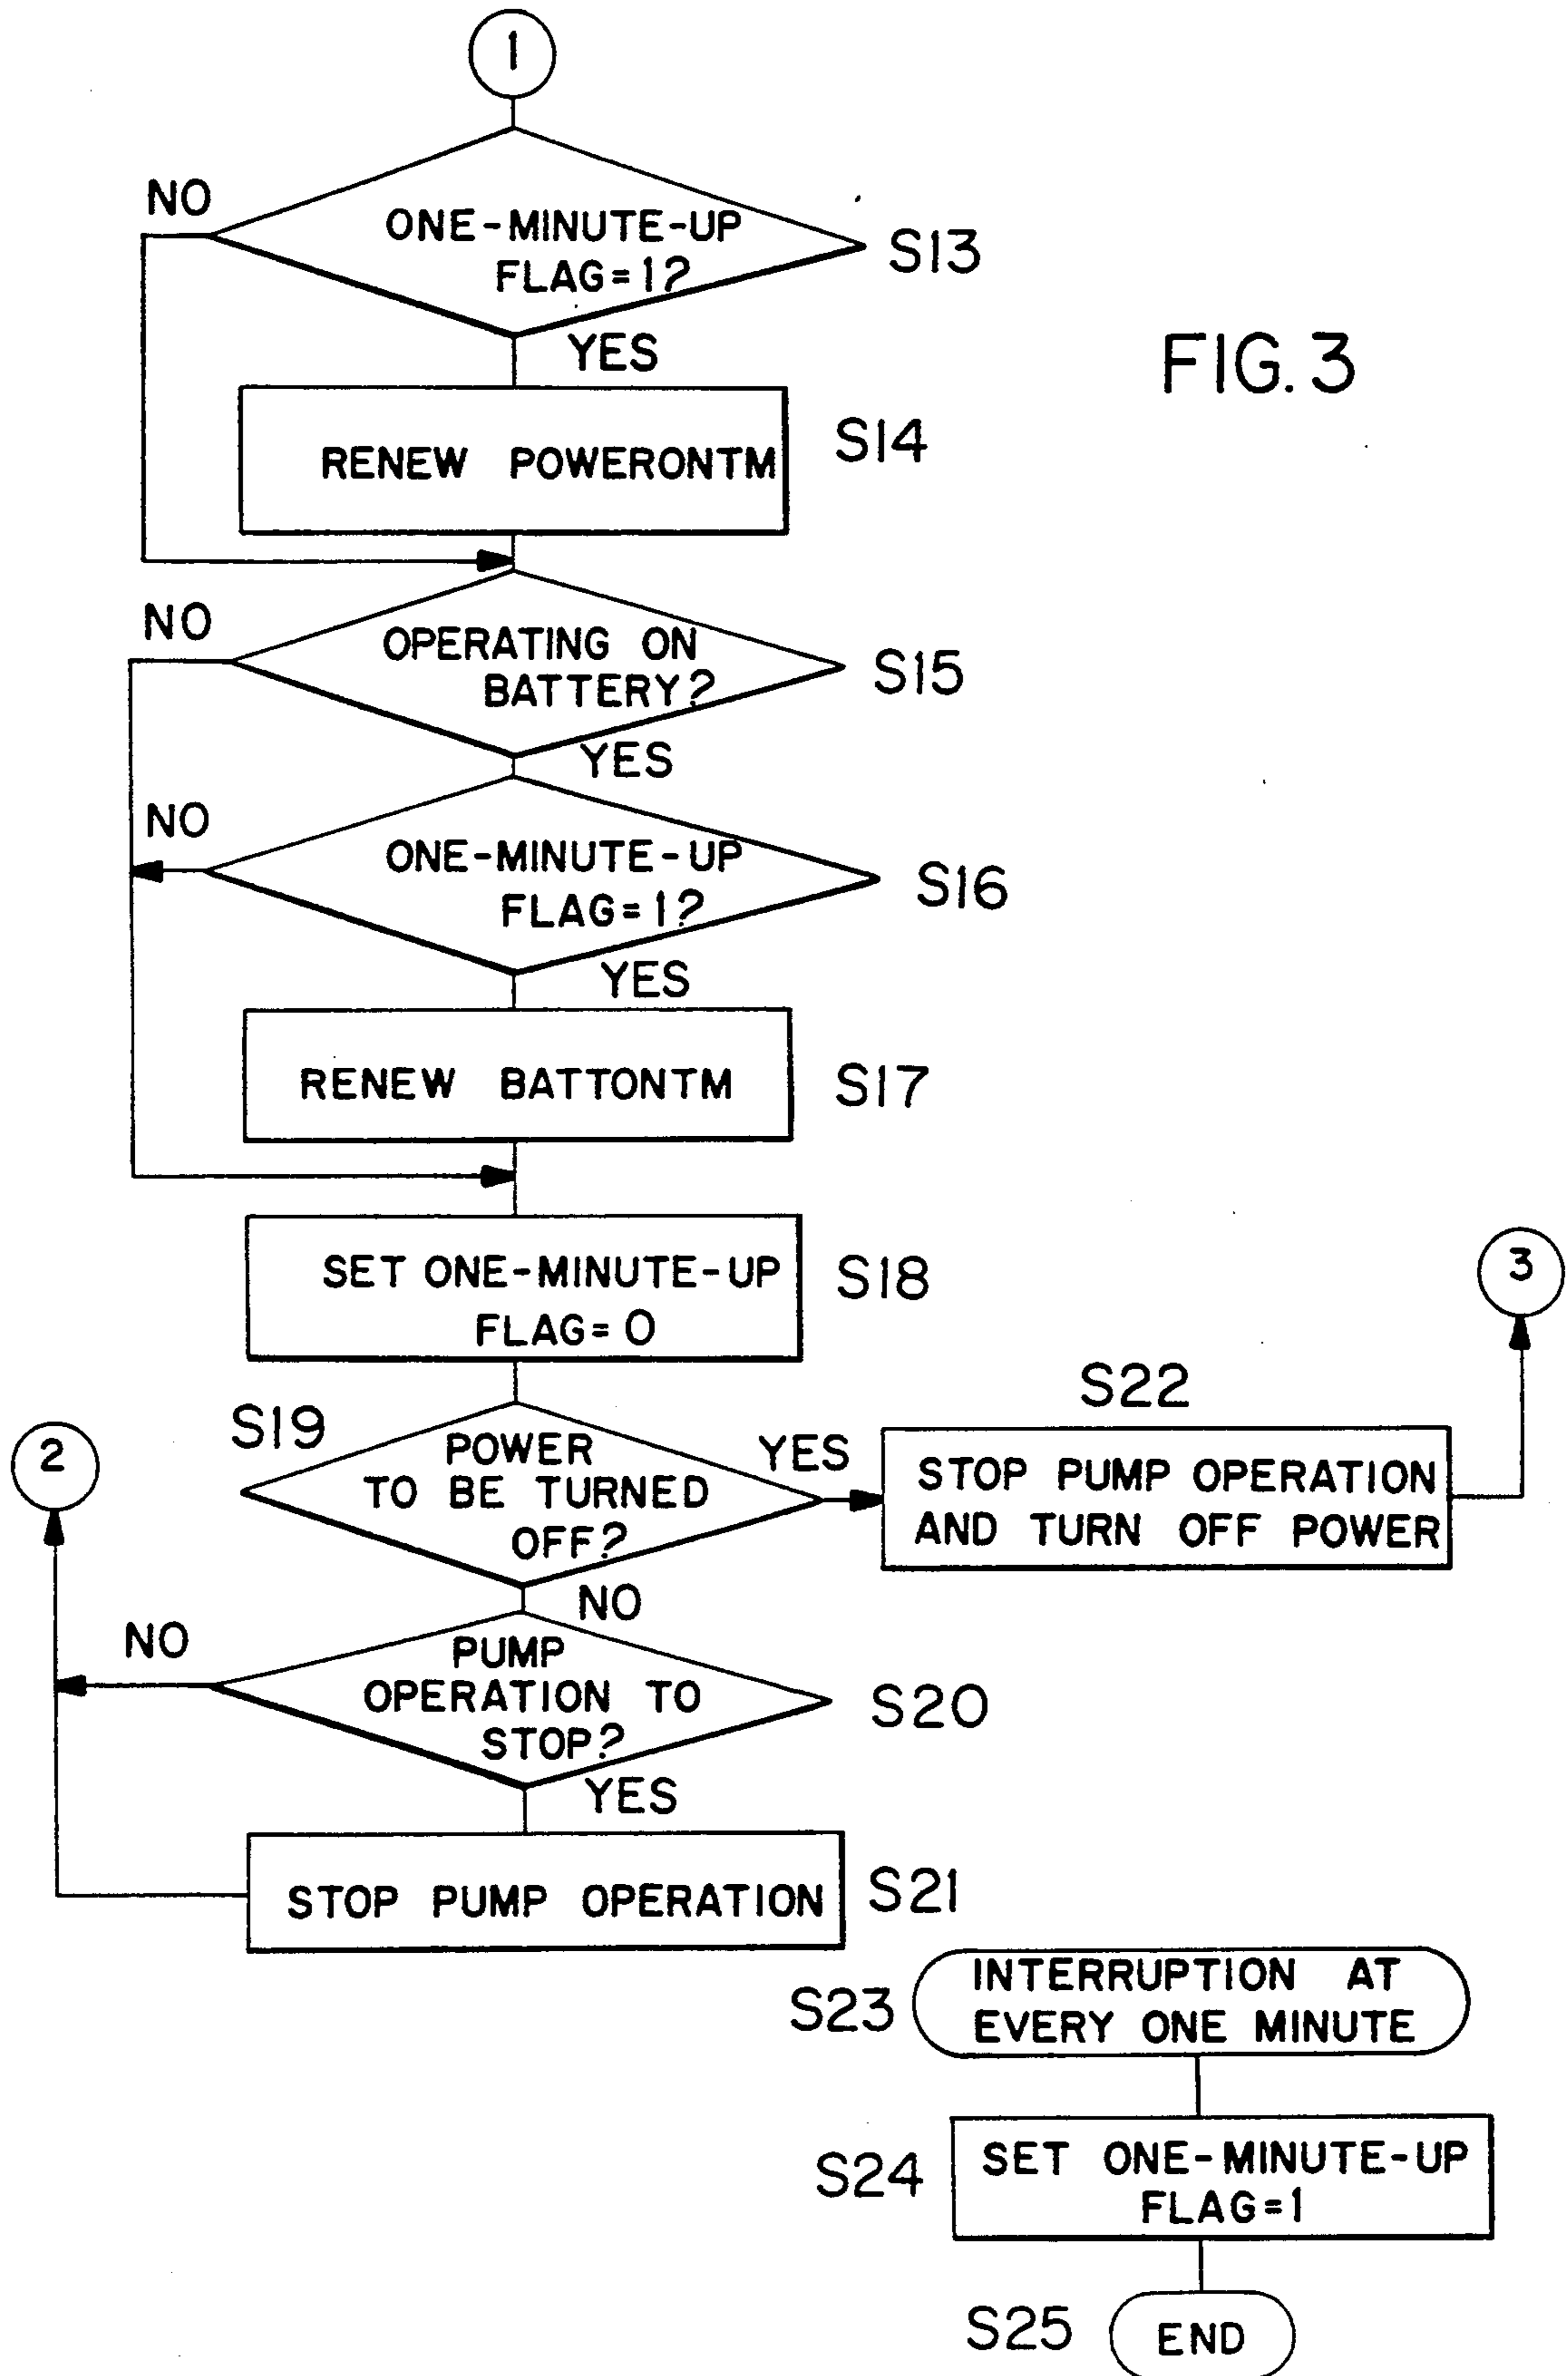 1
NO
ONE-MINUTE-UP
FLAG=1?
S13
YES
FIG. 3
RENEW POWERONTM
S14
NO
OPERATING ON
BATTERY?
S15
YES
NO
ONE-MINUTE-UP
FLAG=1?
S16
YES
RENEW BATTONTM
S17
SET ONE-MINUTE-UP
FLAG=0
S18
3
S19
POWER
TO BE TURNED
OFF?
YES
S22
STOP PUMP OPERATION
AND TURN OFF POWER
2
NO
NO
PUMP
OPERATION TO
STOP?
S20
YES
STOP PUMP OPERATION
S21
S23
INTERRUPTION AT
EVERY ONE MINUTE
S24
SET ONE-MINUTE-UP
FLAG=1
S25
END